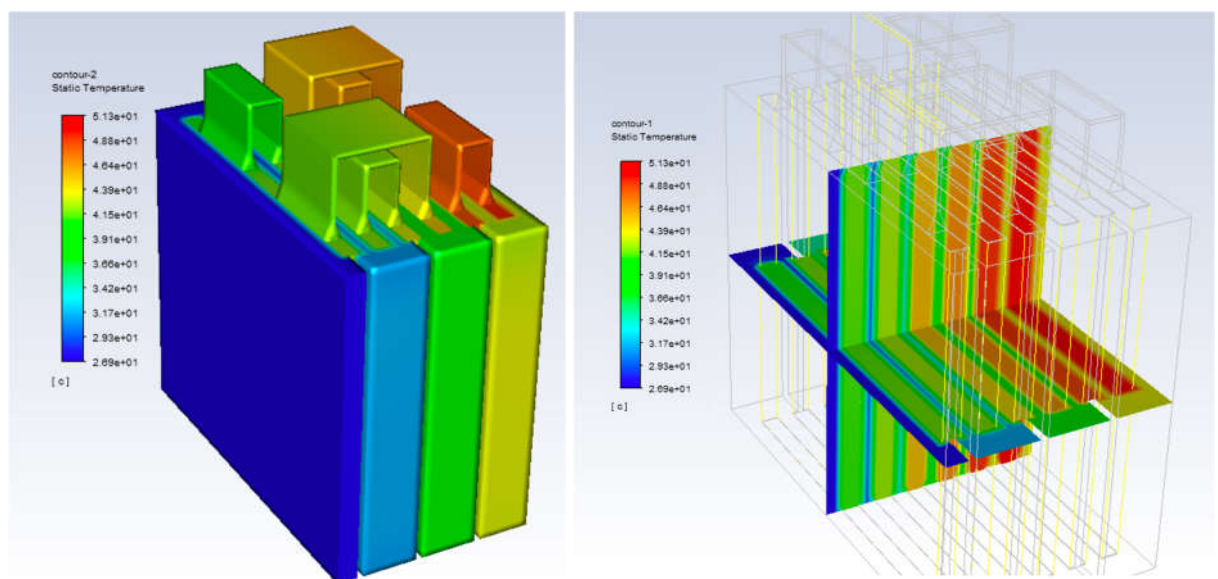 contour-2
Static Temperature
5.13e+01
4.88e+01
4.64e+01
4.39e+01
4.15e+01
3.91e+01
3.66e+01
3.42e+01
3.17e+01
2.93e+01
2.69e+01
[ c ]
contour-1
Static Temperature
5.13e+01
4.88e+01
4.64e+01
4.39e+01
4.15e+01
3.91e+01
3.66e+01
3.42e+01
3.17e+01
2.93e+01
2.69e+01
[ c ]